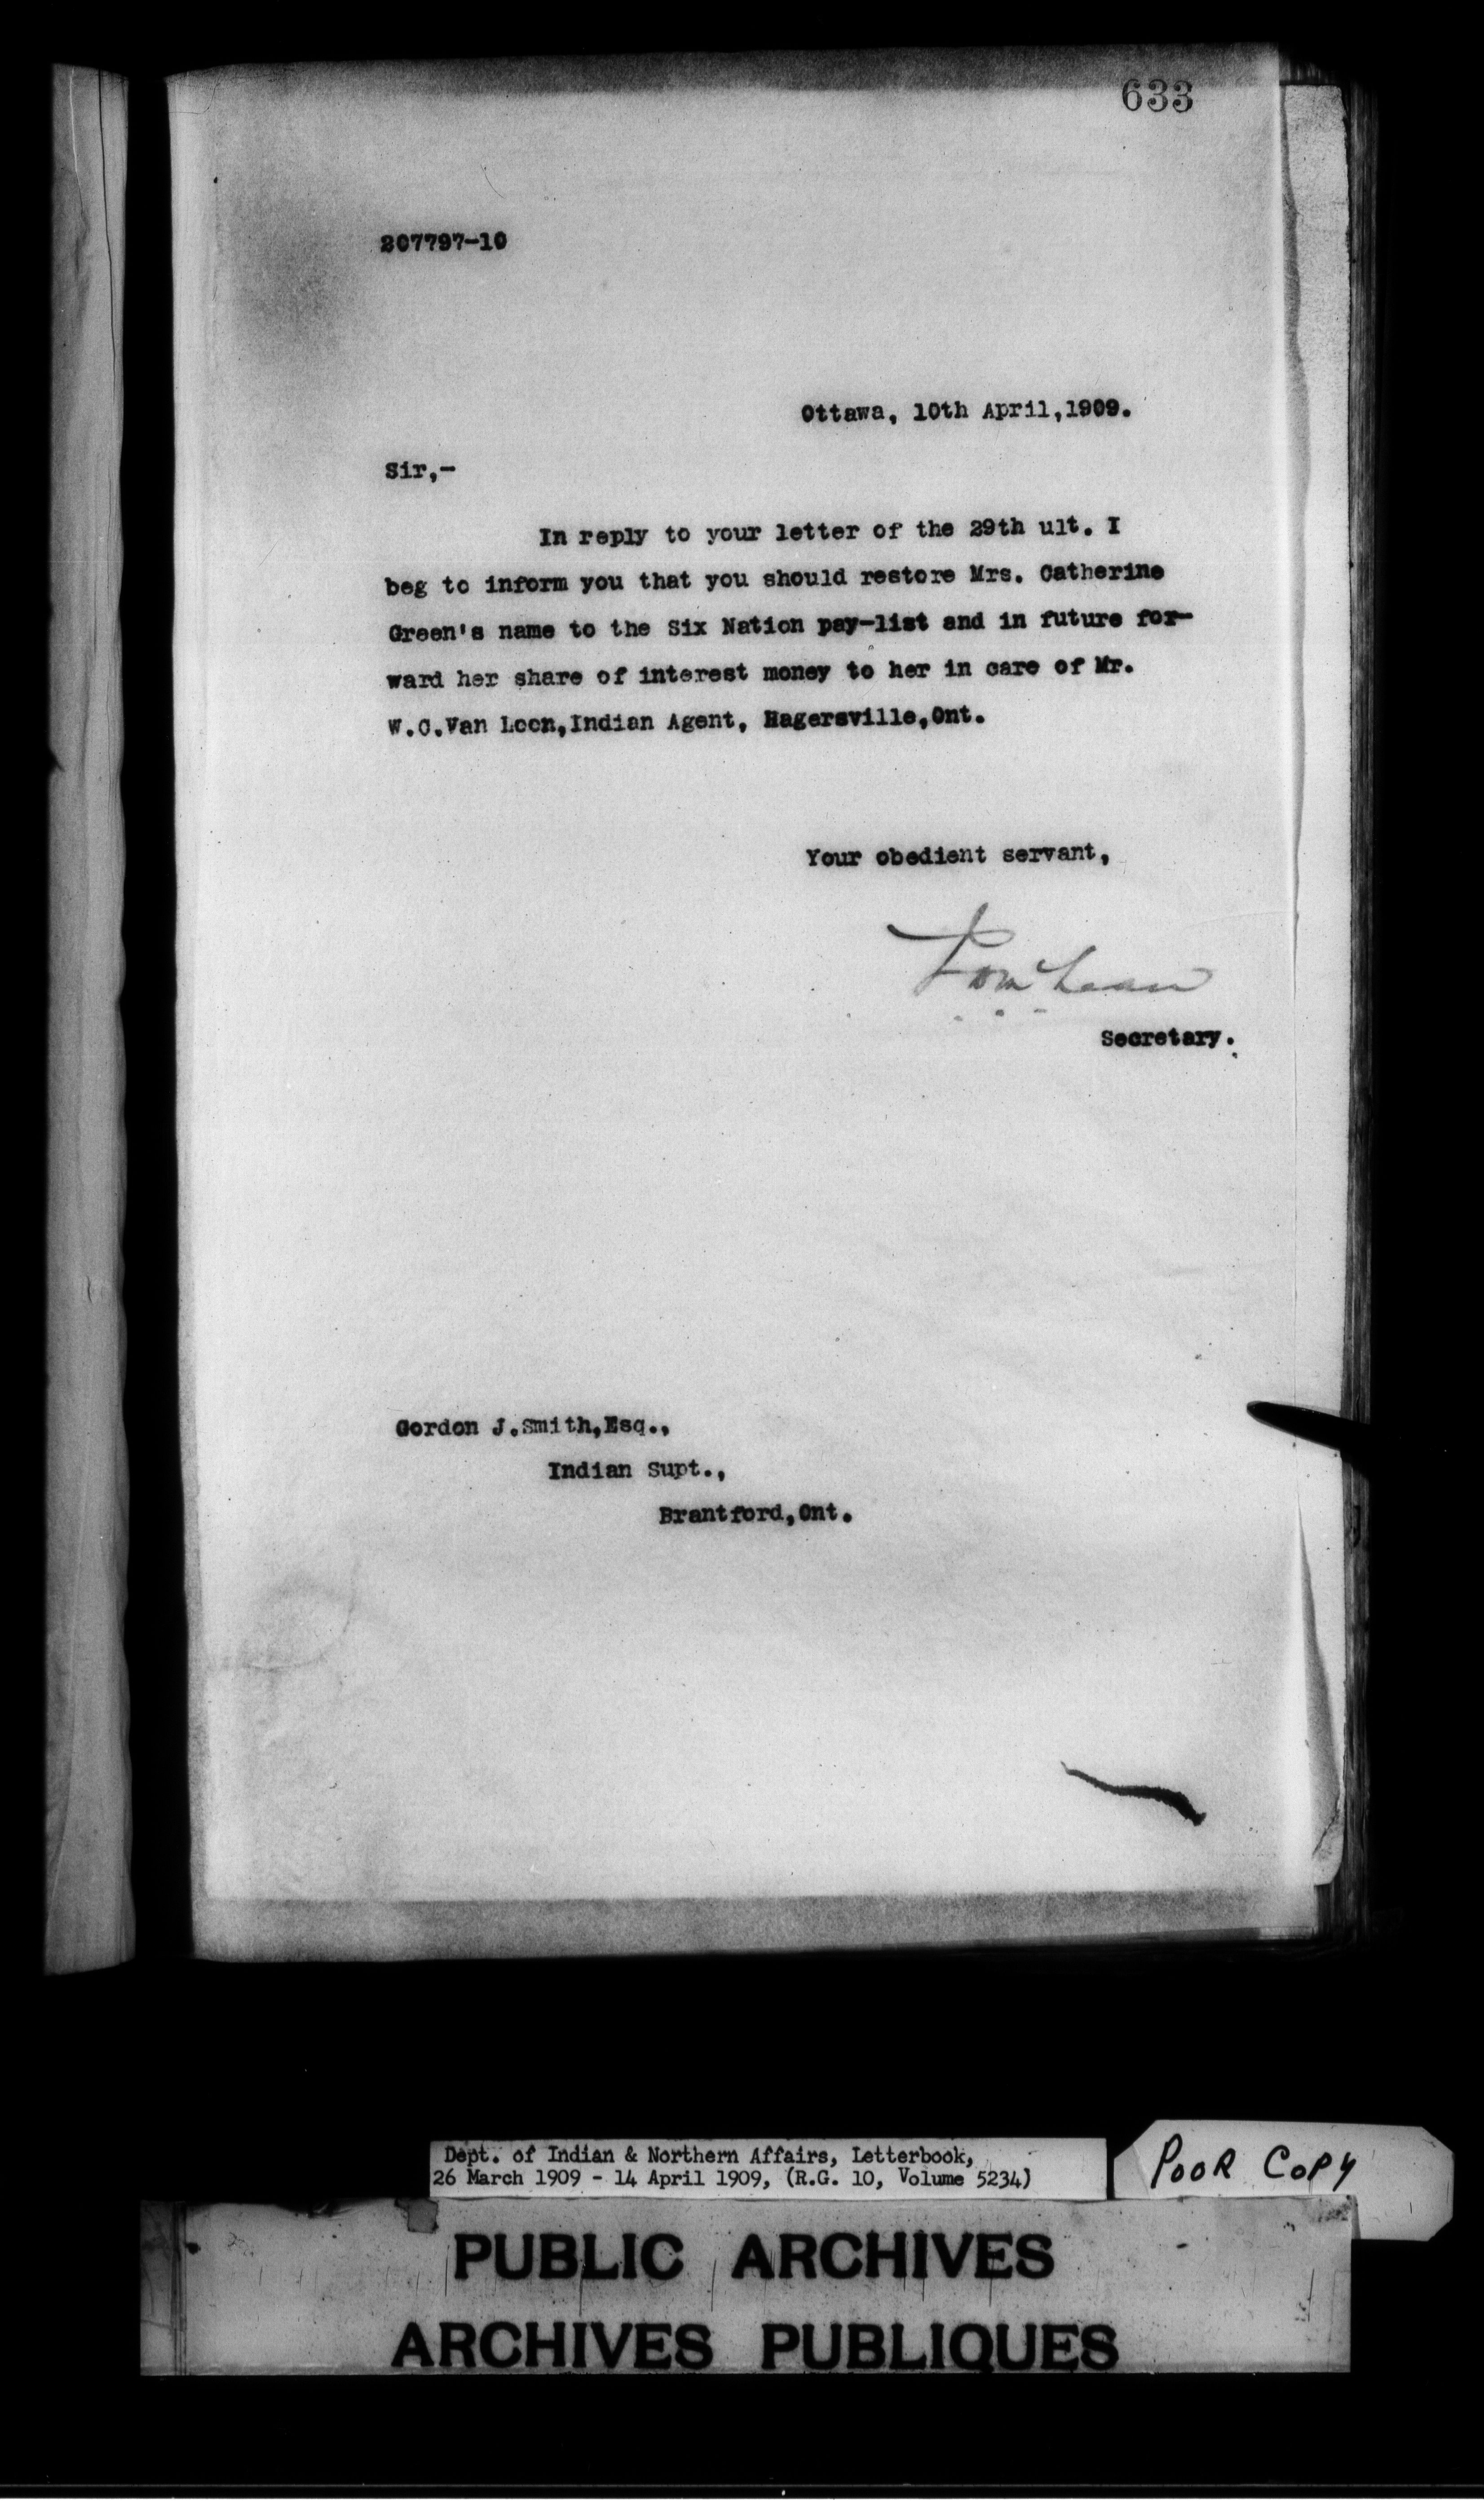 633
207797-10
Ottawa, 10th April, 1909.
Sir,-
In reply to your letter of the 29th ult. I
beg to inform you that you should restore Mrs. Catherine
Green's name to the Six Nation pay-list and in future for-
ward her share of interest money to her in care of Mr.
W.C.Van Loon, Indian Agent, Hagersville, Ont.
Your obedient servant,
Secretary.
Gordon J. Smith, Esq.,
Indian Supt.,
Brantford, Ont.
Dept. of Indian & Northern Affairs, Letterbook,
26 March 1909 - 14 April 1909, (R.G. 10, Volume 5234)
POOR COPY
PUBLIC ARCHIVES
ARCHIVES PUBLIQUES